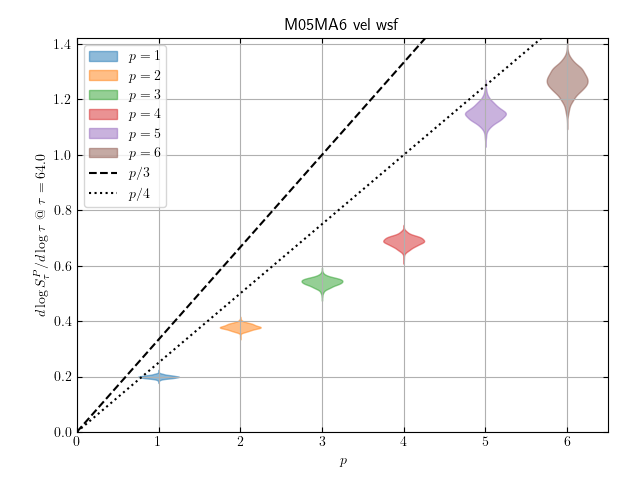 M05MA6 vel wsf
1.4
1.2
1.0
0.8
0.6
0.4
0.2
0.0
d log S_τ^P / d log τ @ τ = 64.0
p = 1
p = 2
p = 3
p = 4
p = 5
p = 6
p/3
p/4
0 1 2 3 4 5 6
p